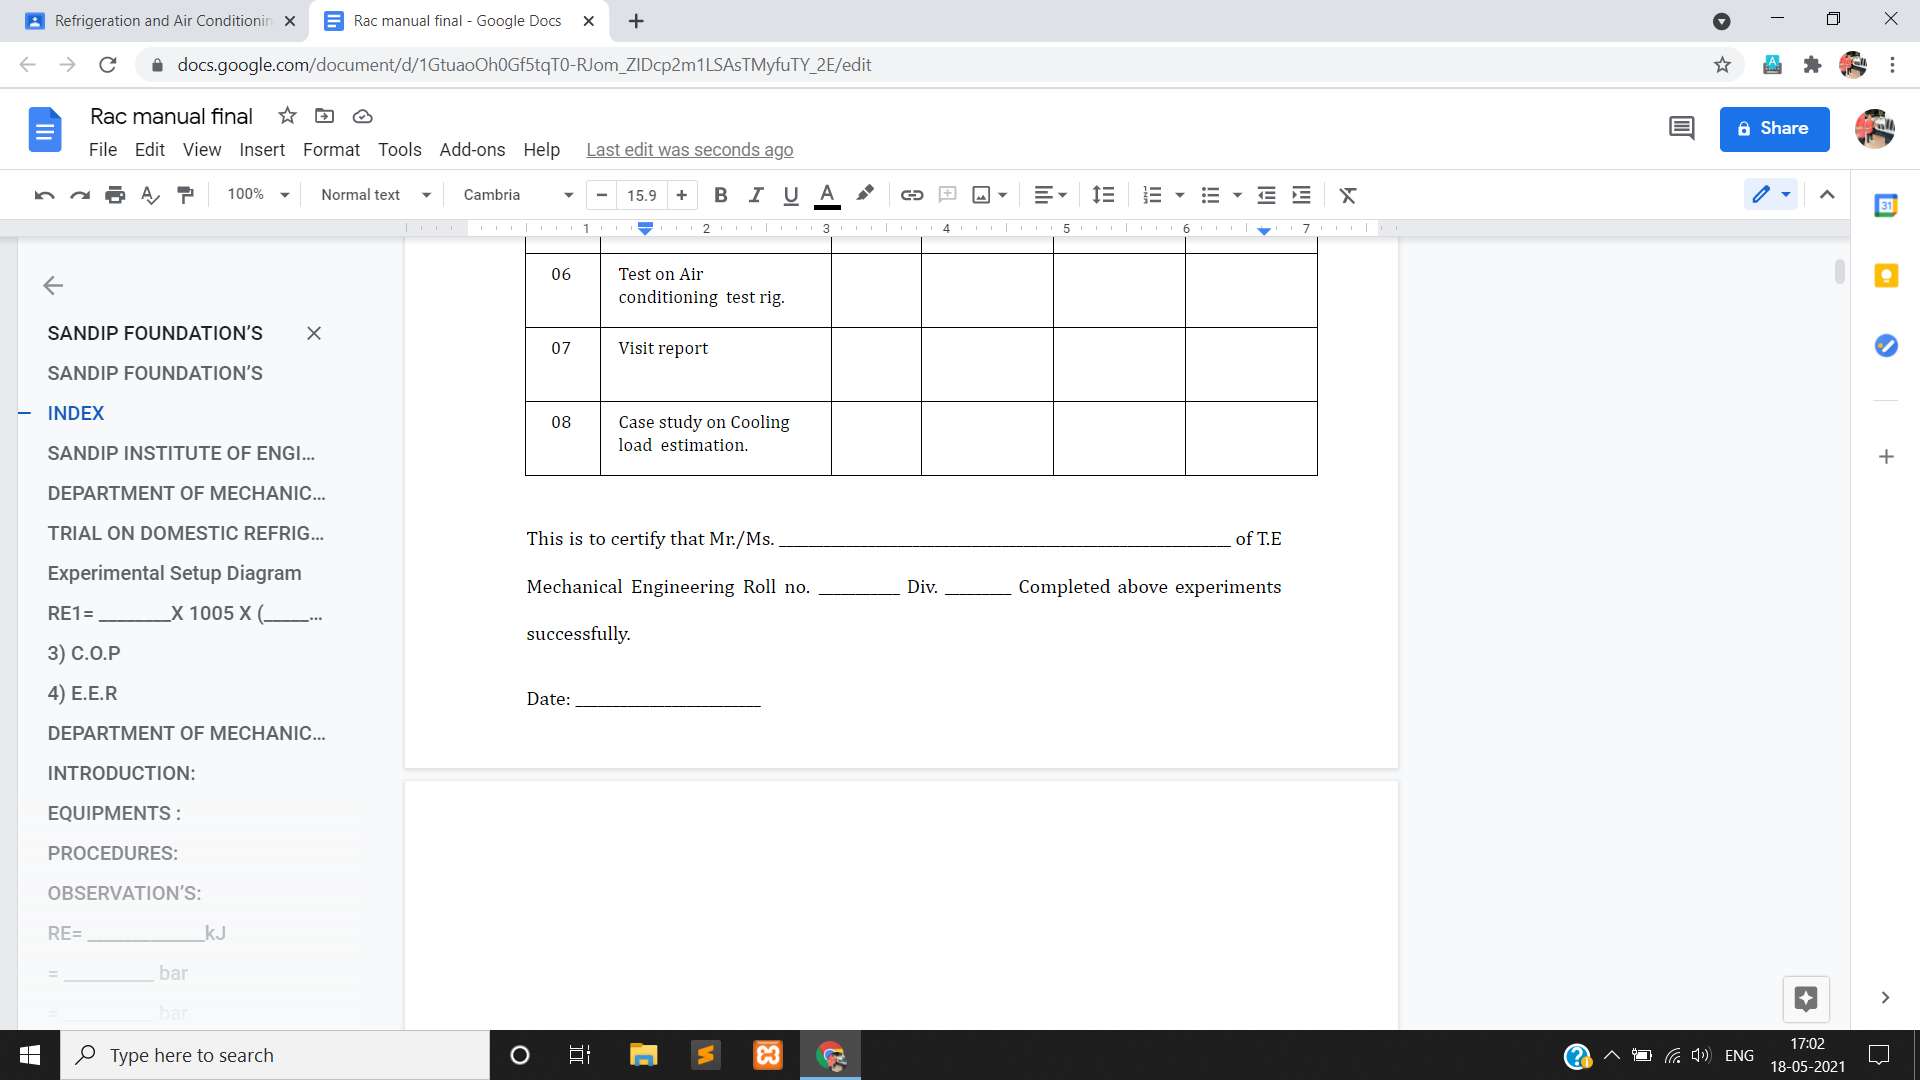 Refrigeration and Air Conditionin
Rac manual final - Google Docs
docs.google.com/document/d/1GtuaoOh0Gf5tqT0-RJom_ZIDcp2m1LSAsTMyfuTY_2E/edit
Rac manual final
File Edit View Insert Format Tools Add-ons Help Last edit was seconds ago
Share
100% Normal text Cambria 15.9 B I U A
1 2 3 4 5 6 7
31
SANDIP FOUNDATION’S
SANDIP FOUNDATION’S
INDEX
SANDIP INSTITUTE OF ENGI...
DEPARTMENT OF MECHANIC...
TRIAL ON DOMESTIC REFRIG...
Experimental Setup Diagram
RE1= ________X 1005 X (_____...
3) C.O.P
4) E.E.R
DEPARTMENT OF MECHANIC...
INTRODUCTION:
EQUIPMENTS :
PROCEDURES:
OBSERVATION’S:
RE= _____________kJ
= __________ bar
= __________ bar
06 Test on Air
conditioning test rig.
07 Visit report
08 Case study on Cooling
load estimation.
This is to certify that Mr./Ms. ______________________________________________ of T.E
Mechanical Engineering Roll no. ________ Div. _______ Completed above experiments
successfully.
Date: ___________________
Type here to search
ENG
17:02
18-05-2021